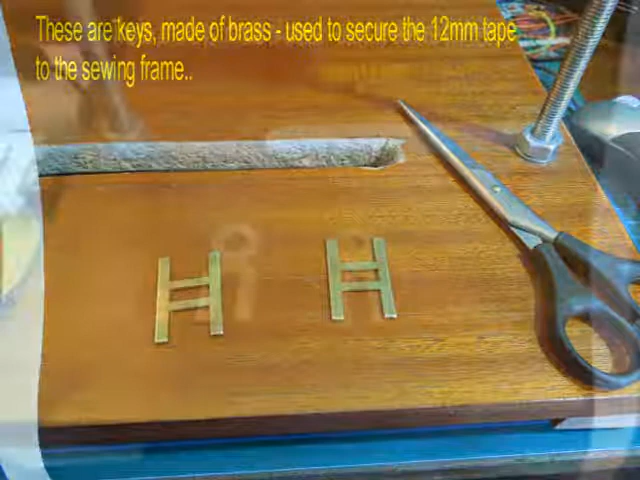 These are keys, made of brass - used to secure the 12mm tape
to the sewing frame..